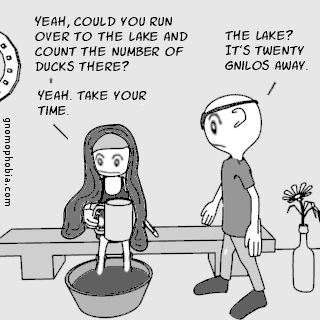 YEAH, COULD YOU RUN
OVER TO THE LAKE AND
COUNT THE NUMBER OF
DUCKS THERE?
THE LAKE?
IT'S TWENTY
GNILOS AWAY.
YEAH. TAKE YOUR
TIME.
gnomophobia.com